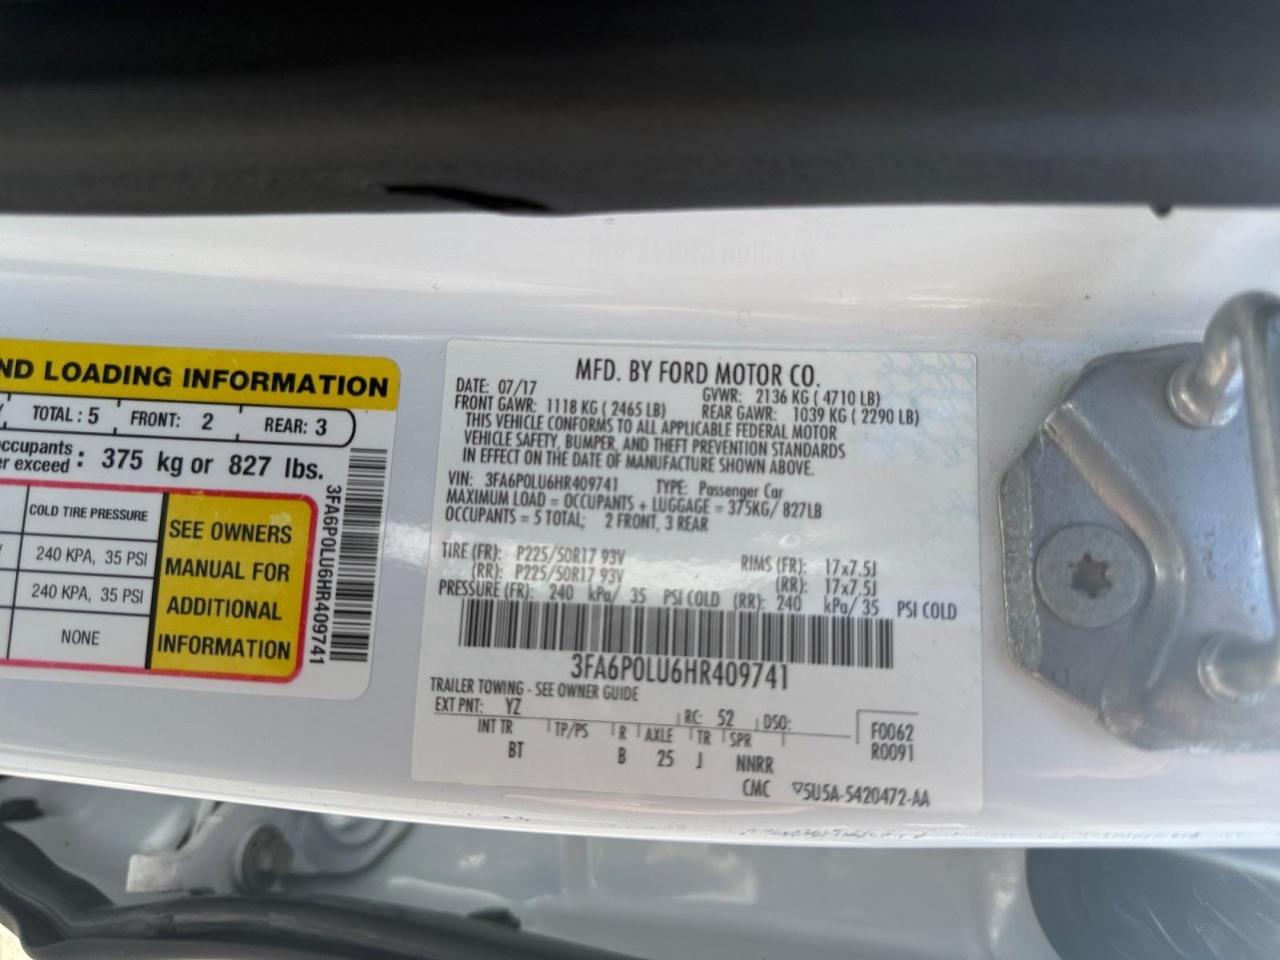 ND LOADING INFORMATION
TOTAL : 5 FRONT: 2 REAR: 3
occupants
er exceed : 375 kg or 827 lbs.
COLD TIRE PRESSURE
240 KPA, 35 PSI
240 KPA, 35 PSI
NONE
SEE OWNERS
MANUAL FOR
ADDITIONAL
INFORMATION
3FA6P0LU6HR409741
MFD. BY FORD MOTOR CO.
DATE: 07/17 GVWR: 2136 KG ( 4710 LB)
FRONT GAWR: 1118 KG ( 2465 LB) REAR GAWR: 1039 KG ( 2290 LB)
THIS VEHICLE CONFORMS TO ALL APPLICABLE FEDERAL MOTOR
VEHICLE SAFETY, BUMPER, AND THEFT PREVENTION STANDARDS
IN EFFECT ON THE DATE OF MANUFACTURE SHOWN ABOVE.
VIN: 3FA6P0LU6HR409741 TYPE: Passenger Car
MAXIMUM LOAD = OCCUPANTS + LUGGAGE = 375KG/ 827LB
OCCUPANTS = 5 TOTAL; 2 FRONT, 3 REAR
TIRE (FR): P225/50R17 93V RIMS (FR): 17x7.5J
(RR): P225/50R17 93V (RR): 17x7.5J
PRESSURE (FR): 240 kPa/ 35 PSI COLD (RR): 240 kPa/ 35 PSI COLD
3FA6P0LU6HR409741
TRAILER TOWING - SEE OWNER GUIDE
EXT PNT: YZ RC: 52 DSO:
INT TR TP/PS R AXLE TR SPR
BT B 25 J NNRR
F0062
R0091
CMC ▽5U5A-5420472-AA